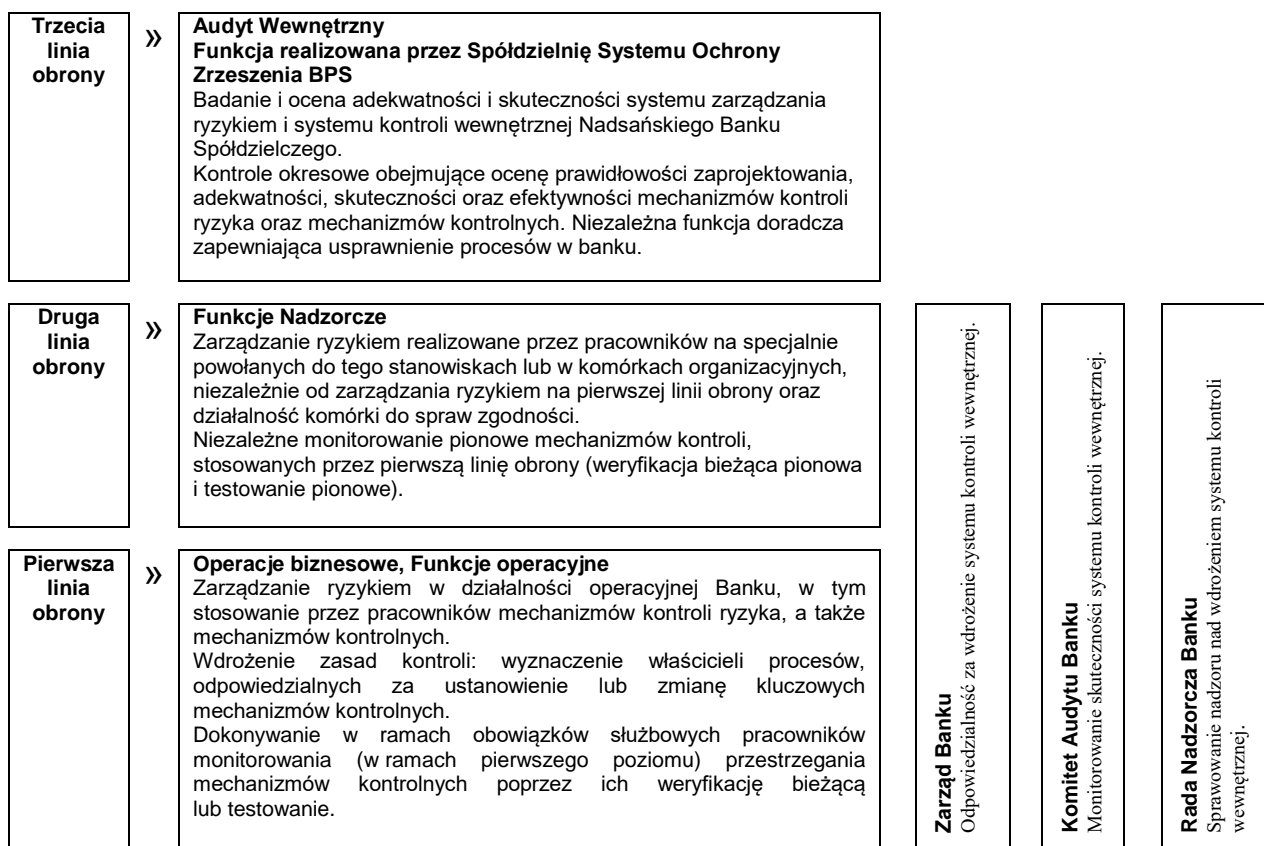 Trzecia
linia
obrony
»
Audyt Wewnętrzny
Funkcja realizowana przez Spółdzielnię Systemu Ochrony
Zrzeszenia BPS
Badanie i ocena adekwatności i skuteczności systemu zarządzania
ryzykiem i systemu kontroli wewnętrznej Nadsańskiego Banku
Spółdzielczego.
Kontrole okresowe obejmujące ocenę prawidłowości zaprojektowania,
adekwatności, skuteczności oraz efektywności mechanizmów kontroli
ryzyka oraz mechanizmów kontrolnych. Niezależna funkcja doradcza
zapewniająca usprawnienie procesów w banku.
Druga
linia
obrony
»
Funkcje Nadzorcze
Zarządzanie ryzykiem realizowane przez pracowników na specjalnie
powołanych do tego stanowiskach lub w komórkach organizacyjnych,
niezależnie od zarządzania ryzykiem na pierwszej linii obrony oraz
działalność komórki do spraw zgodności.
Niezależne monitorowanie pionowe mechanizmów kontroli,
stosowanych przez pierwszą linię obrony (weryfikacja bieżąca pionowa
i testowanie pionowe).
Pierwsza
linia
obrony
»
Operacje biznesowe, Funkcje operacyjne
Zarządzanie ryzykiem w działalności operacyjnej Banku, w tym
stosowanie przez pracowników mechanizmów kontroli ryzyka, a także
mechanizmów kontrolnych.
Wdrożenie zasad kontroli: wyznaczenie właścicieli procesów,
odpowiedzialnych za ustanowienie lub zmianę kluczowych
mechanizmów kontrolnych.
Dokonywanie w ramach obowiązków służbowych pracowników
monitorowania (w ramach pierwszego poziomu) przestrzegania
mechanizmów kontrolnych poprzez ich weryfikację bieżącą
lub testowanie.
Zarząd Banku
Odpowiedzialność za wdrożenie systemu kontroli wewnętrznej.
Komitet Audytu Banku
Monitorowanie skuteczności systemu kontroli wewnętrznej.
Rada Nadzorcza Banku
Sprawowanie nadzoru nad wdrożeniem systemu kontroli
wewnętrznej.